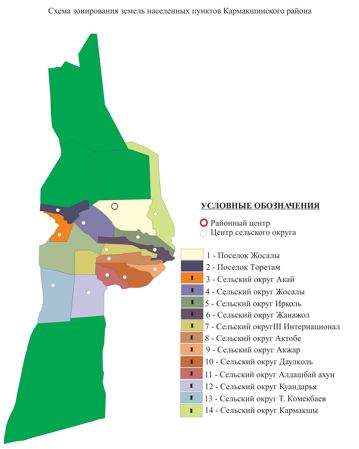 Схема зонирования земель населенных пунктов Кармакшинского района
УСЛОВНЫЕ ОБОЗНАЧЕНИЯ
Районный центр
Центр сельского округа
1 - Поселок Жосалы
2 - Поселок Торетам
3 - Сельский округ Акай
4 - Сельский округ Жосалы
5 - Сельский округ Ирколь
6 - Сельский округ Жанажол
7 - Сельский округIII Интернационал
8 - Сельский округ Актобе
9 - Сельский округ Акжар
10 - Сельский округ Дауылколь
11 - Сельский округ Алдашбай ахун
12 - Сельский округ Куандарья
13 - Сельский округ Т. Комекбаев
14 - Сельский округ Кармакшы